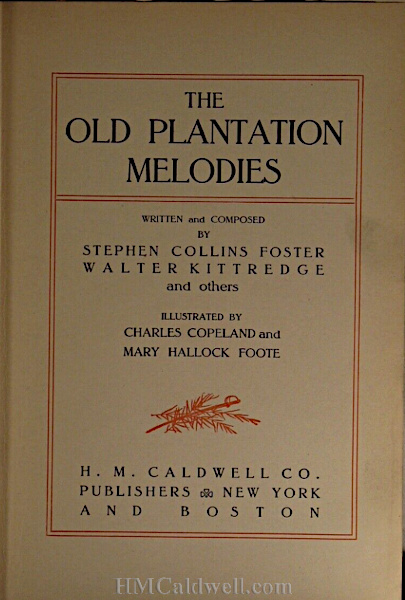 THE
OLD PLANTATION
MELODIES
WRITTEN and COMPOSED
BY
STEPHEN COLLINS FOSTER
WALTER KITTREDGE
and others
ILLUSTRATED BY
CHARLES COPELAND and
MARY HALLOCK FOOTE
H. M. CALDWELL CO.
PUBLISHERS NEW YORK
AND BOSTON
HMCaldwell.com